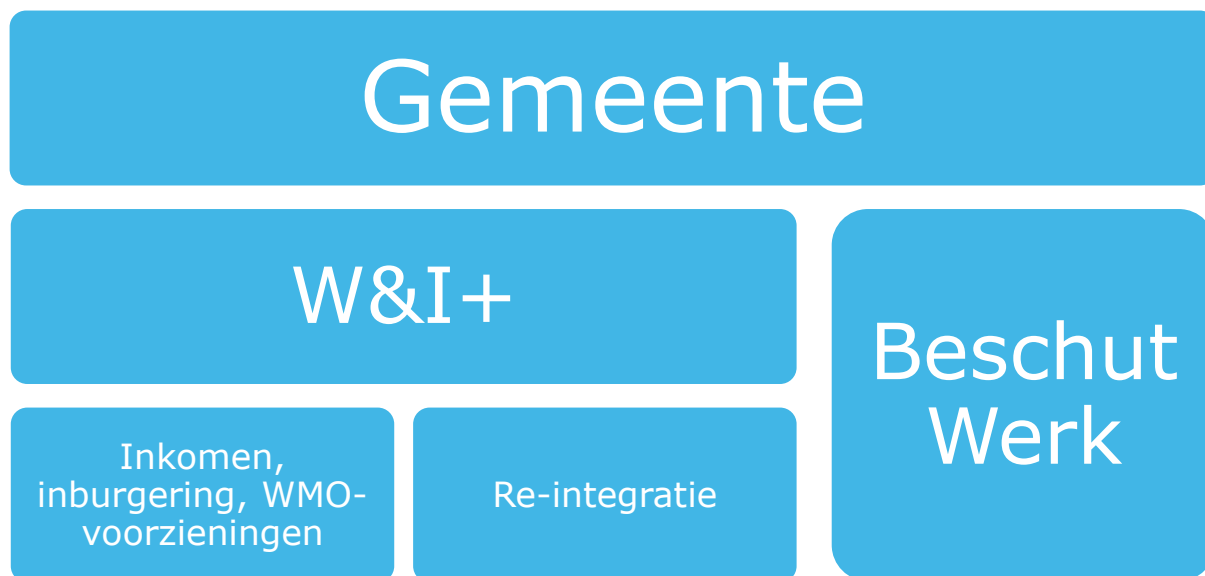 Gemeente
W&I+
Beschut
Werk
Inkomen,
inburgering, WMO-
voorzieningen
Re-integratie